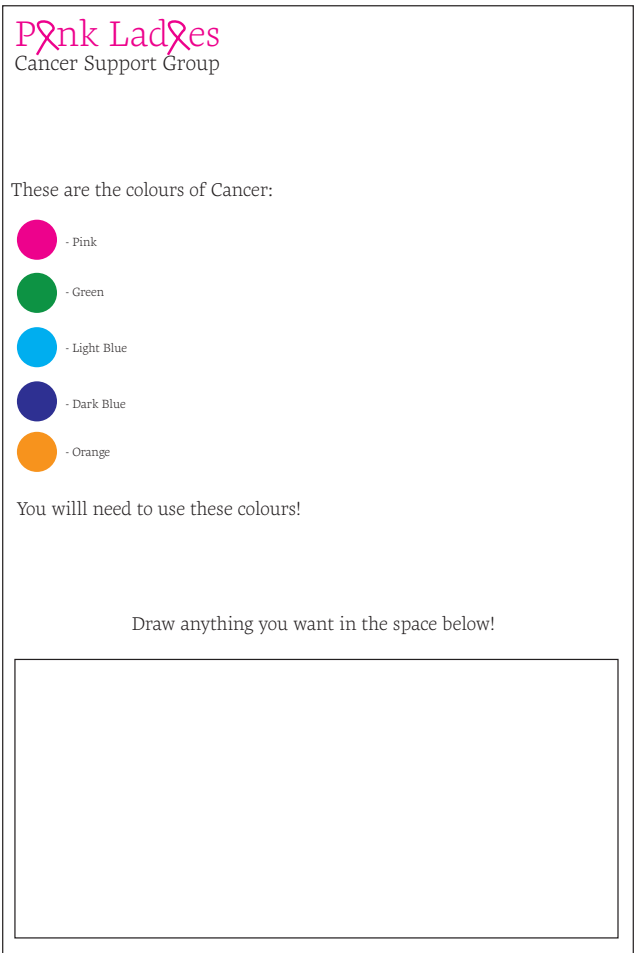 Pink Ladies
Cancer Support Group
These are the colours of Cancer:
- Pink
- Green
- Light Blue
- Dark Blue
- Orange
You willl need to use these colours!
Draw anything you want in the space below!